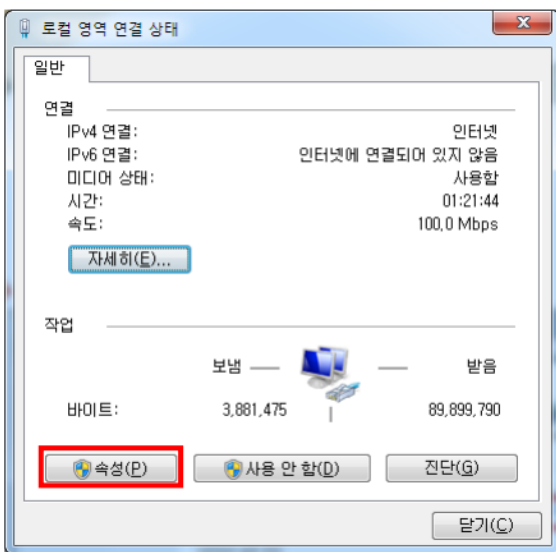 로컬 영역 연결 상태
일반
연결
IPv4 연결: 인터넷
IPv6 연결: 인터넷에 연결되어 있지 않음
미디어 상태: 사용함
시간: 01:21:44
속도: 100,0 Mbps
자세히(E)...
작업
보냄 받음
바이트: 3,881,475 89,899,790
속성(P) 사용 안 함(D) 진단(G)
닫기(C)